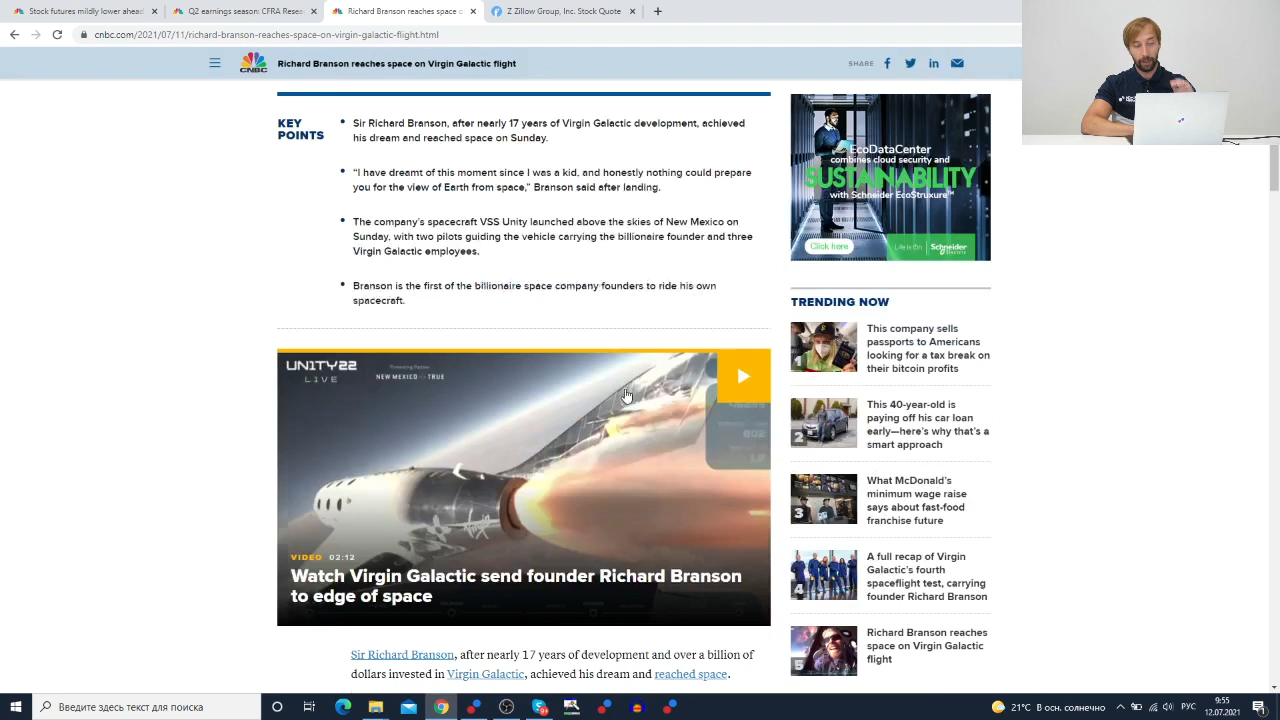 Stock futures mildly lower ahead
Q2 earnings season: CFRA Resea
Richard Branson reaches space o
Z Zillow Group, Inc. Stock Quote
cnbc.com/2021/07/11/richard-branson-reaches-space-on-virgin-galactic-flight.html
CNBC
Richard Branson reaches space on Virgin Galactic flight
SHARE
KEY
POINTS
Sir Richard Branson, after nearly 17 years of Virgin Galactic development, achieved
his dream and reached space on Sunday.
“I have dreamt of this moment since I was a kid, and honestly nothing could prepare
you for the view of Earth from space,” Branson said after landing.
The company’s spacecraft VSS Unity launched above the skies of New Mexico on
Sunday, with two pilots guiding the vehicle carrying the billionaire founder and three
Virgin Galactic employees.
Branson is the first of the billionaire space company founders to ride his own
spacecraft.
UN1TY22
LIVE
NEW MEXICO TRUE
VIDEO 02:12
Watch Virgin Galactic send founder Richard Branson
to edge of space
Sir Richard Branson, after nearly 17 years of development and over a billion of
dollars invested in Virgin Galactic, achieved his dream and reached space.
EcoDataCenter
combines cloud security and
SUSTAINABILITY
with Schneider EcoStruxure™
Click here
Life Is On
Schneider
Electric
TRENDING NOW
1
This company sells
passports to Americans
looking for a tax break on
their bitcoin profits
2
This 40-year-old is
paying off his car loan
early—here’s why that’s a
smart approach
3
What McDonald’s
minimum wage raise
says about fast-food
franchise future
4
A full recap of Virgin
Galactic’s fourth
spaceflight test, carrying
founder Richard Branson
5
Richard Branson reaches
space on Virgin Galactic
flight
Введите здесь текст для поиска
21°C В осн. солнечно
РУС
9:55
12.07.2021